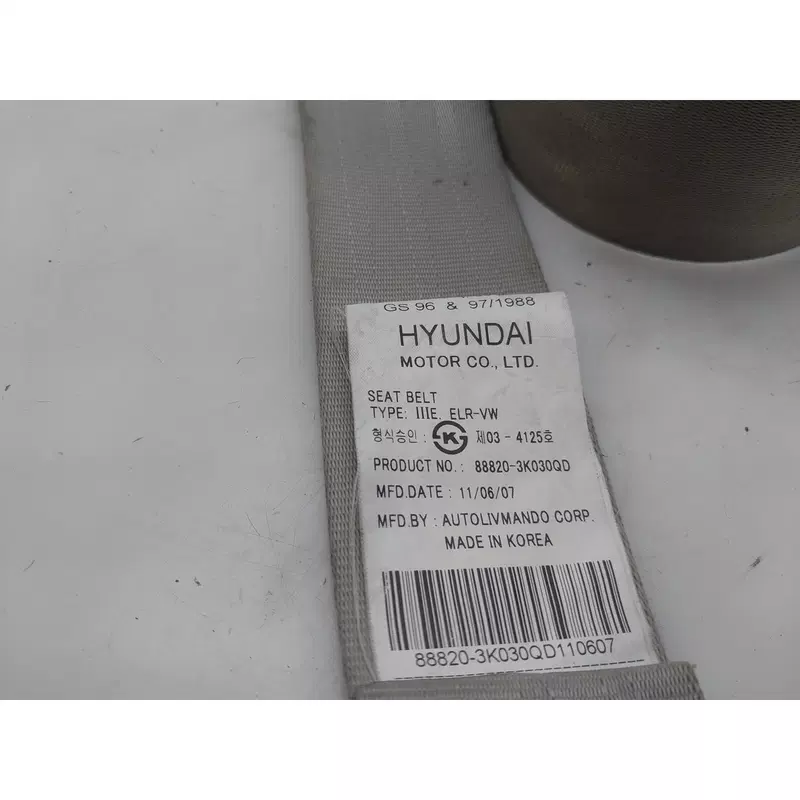 GS 96 & 97/1988
HYUNDAI
MOTOR CO., LTD.
SEAT BELT
TYPE: IIIE, ELR-VW
형식승인 : K 제03 - 4125호
PRODUCT NO. : 88820-3K030QD
MFD.DATE : 11/06/07
MFD.BY : AUTOLIVMANDO CORP.
MADE IN KOREA
88820-3K030QD110607